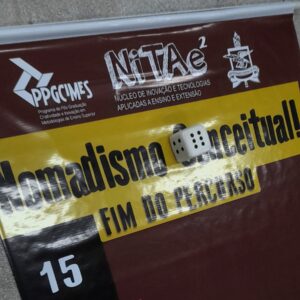 PPGCIMES
Programa de Pós-Graduação
Criatividade e Inovação em
Metodologias de Ensino Superior
NiTAe²
NÚCLEO DE INOVAÇÃO E TECNOLOGIAS
APLICADAS A ENSINO E EXTENSÃO
Nomadismo nceitual!
FIM DO PERCURSO
15